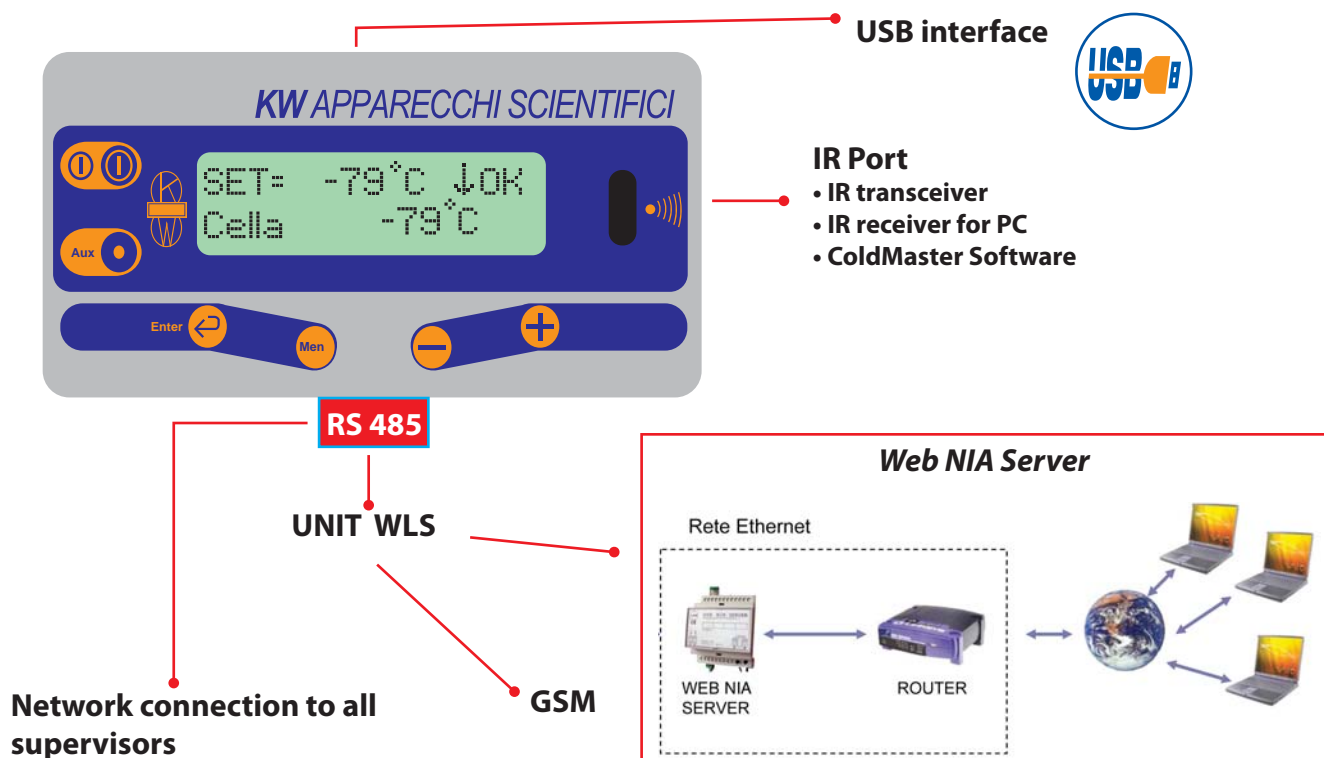 USB interface
USB
KW APPARECCHI SCIENTIFICI
SET= -79°C ↓OK
Cella -79°C
Aux
Enter
Men
IR Port
• IR transceiver
• IR receiver for PC
• ColdMaster Software
RS 485
UNIT WLS
GSM
Network connection to all
supervisors
Web NIA Server
Rete Ethernet
WEB NIA
SERVER
ROUTER